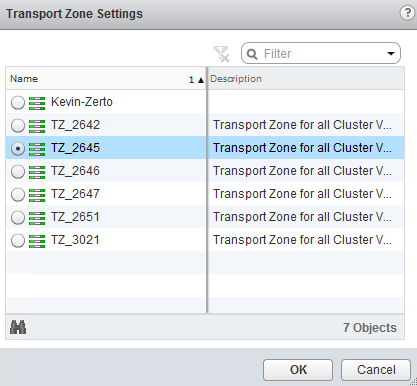 Transport Zone Settings ?
Filter
Name 1 ▲ Description
Kevin-Zerto
TZ_2642 Transport Zone for all Cluster V...
TZ_2645 Transport Zone for all Cluster V...
TZ_2646 Transport Zone for all Cluster V...
TZ_2647 Transport Zone for all Cluster V...
TZ_2651 Transport Zone for all Cluster V...
TZ_3021 Transport Zone for all Cluster V...
7 Objects
OK Cancel